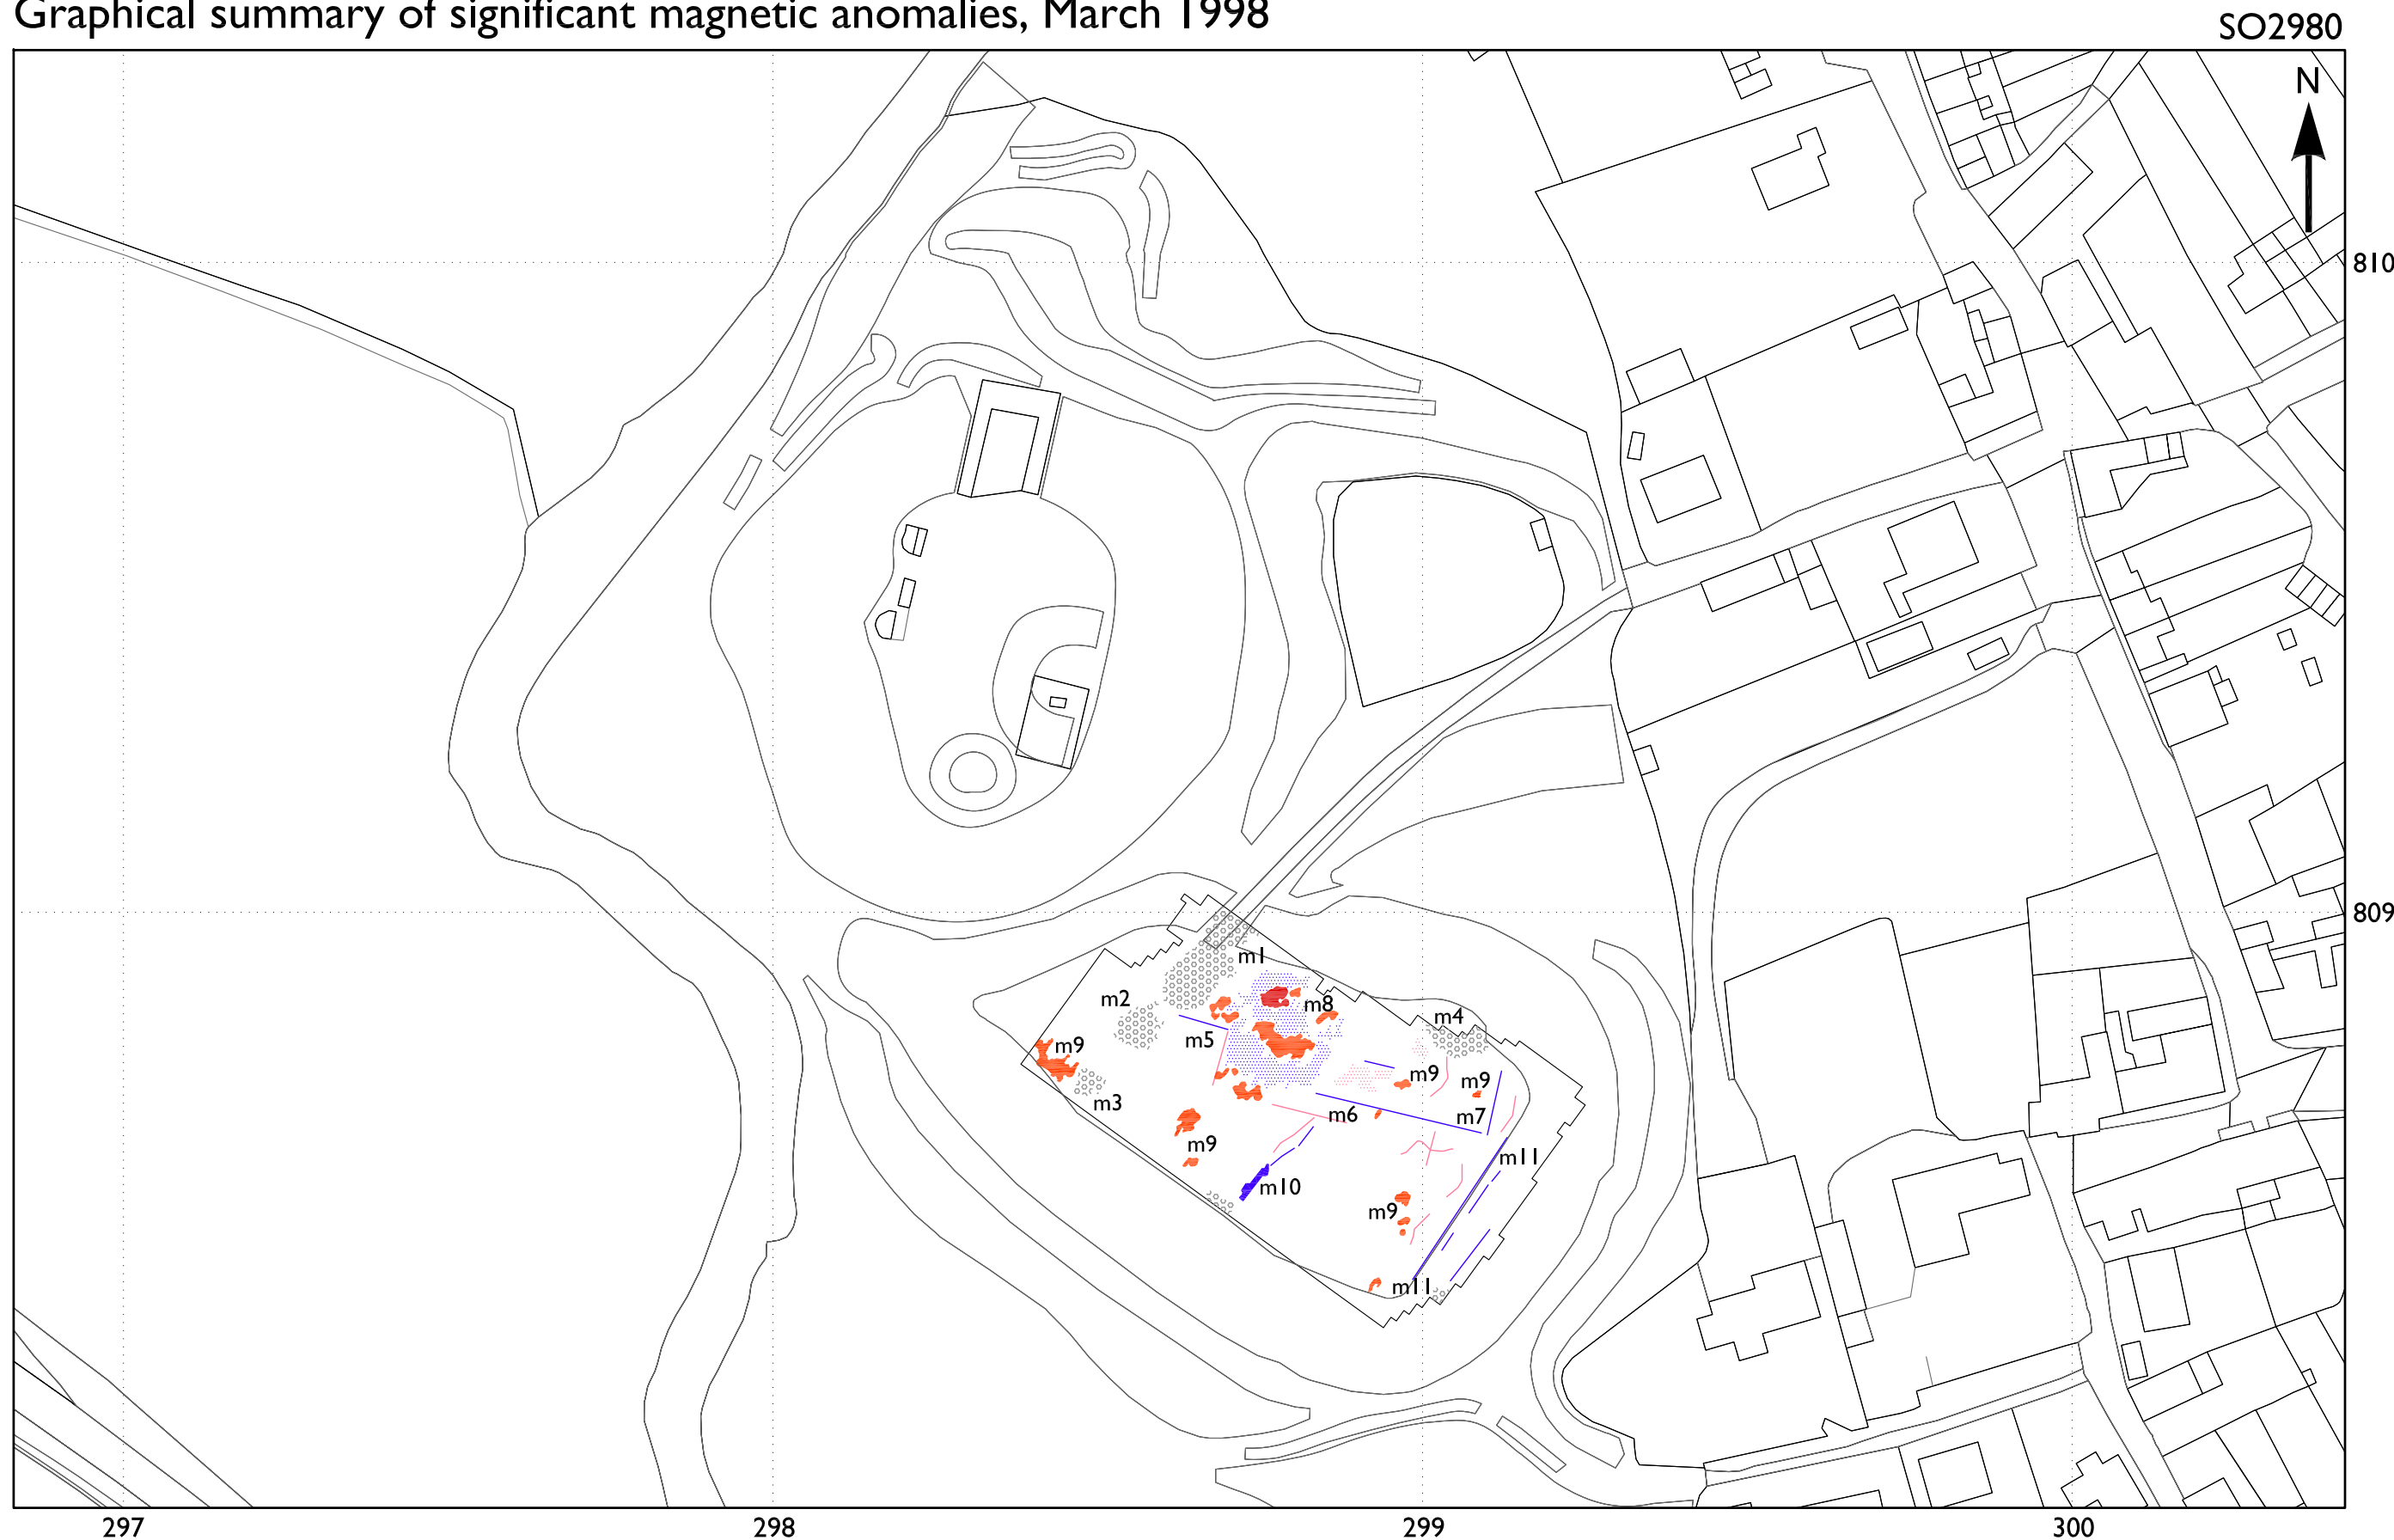 Graphical summary of significant magnetic anomalies, March 1998
SO2980
N
810
809
m1
m2
m8
m4
m5
m9
m9
m9
m3
m6
m7
m9
m11
m10
m9
m11
297
298
299
300